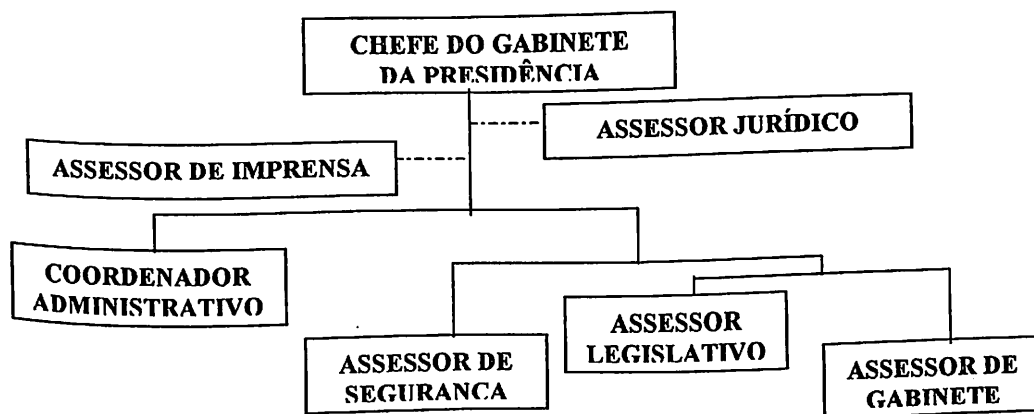 CHEFE DO GABINETE
DA PRESIDÊNCIA
ASSESSOR JURÍDICO
ASSESSOR DE IMPRENSA
COORDENADOR
ADMINISTRATIVO
ASSESSOR
LEGISLATIVO
ASSESSOR DE
SEGURANCA
ASSESSOR DE
GABINETE